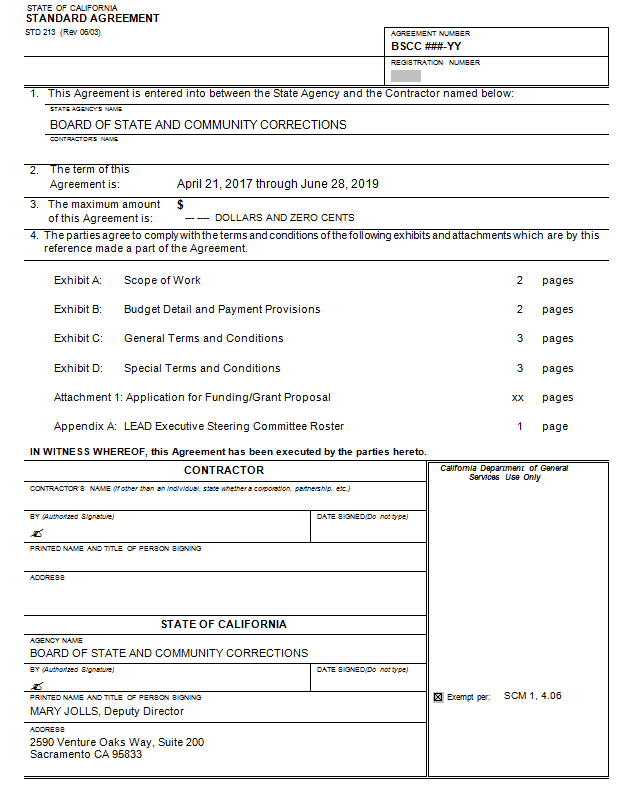 STATE OF CALIFORNIA
STANDARD AGREEMENT
STD 213 (Rev 06/03)
AGREEMENT NUMBER
BSCC ###-YY
REGISTRATION NUMBER
1. This Agreement is entered into between the State Agency and the Contractor named below:
STATE AGENCY'S NAME
BOARD OF STATE AND COMMUNITY CORRECTIONS
CONTRACTOR'S NAME
2. The term of this
Agreement is: April 21, 2017 through June 28, 2019
3. The maximum amount $
of this Agreement is: --- ---- DOLLARS AND ZERO CENTS
4. The parties agree to comply with the terms and conditions of the following exhibits and attachments which are by this
reference made a part of the Agreement.
Exhibit A: Scope of Work 2 pages
Exhibit B: Budget Detail and Payment Provisions 2 pages
Exhibit C: General Terms and Conditions 3 pages
Exhibit D: Special Terms and Conditions 3 pages
Attachment 1: Application for Funding/Grant Proposal xx pages
Appendix A: LEAD Executive Steering Committee Roster 1 page
IN WITNESS WHEREOF, this Agreement has been executed by the parties hereto.
CONTRACTOR
California Department of General
Services Use Only
CONTRACTOR'S NAME (if other than an individual, state whether a corporation, partnership, etc.)
BY (Authorized Signature) DATE SIGNED(Do not type)
PRINTED NAME AND TITLE OF PERSON SIGNING
ADDRESS
STATE OF CALIFORNIA
AGENCY NAME
BOARD OF STATE AND COMMUNITY CORRECTIONS
BY (Authorized Signature) DATE SIGNED(Do not type)
PRINTED NAME AND TITLE OF PERSON SIGNING
MARY JOLLS, Deputy Director
Exempt per: SCM 1, 4.06
ADDRESS
2590 Venture Oaks Way, Suite 200
Sacramento CA 95833